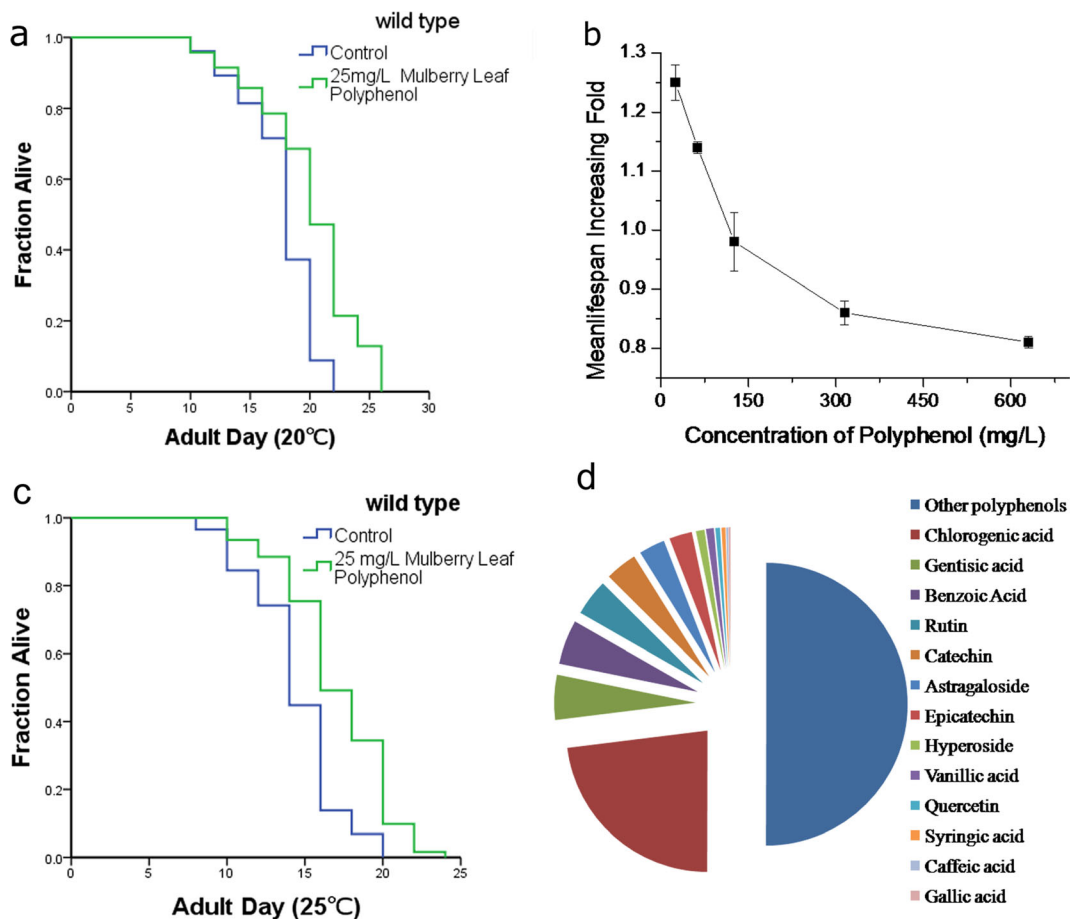 a
wild type
Control
25mg/L Mulberry Leaf
Polyphenol
Fraction Alive
1.0
0.8
0.6
0.4
0.2
0.0
0
5
10
15
20
25
30
Adult Day (20℃)
b
Meanlifespan Increasing Fold
1.3
1.2
1.1
1.0
0.9
0.8
0
150
300
450
600
Concentration of Polyphenol (mg/L)
c
wild type
Control
25 mg/L Mulberry Leaf
Polyphenol
Fraction Alive
1.0
0.8
0.6
0.4
0.2
0.0
0
5
10
15
20
25
Adult Day (25℃)
d
Other polyphenols
Chlorogenic acid
Gentisic acid
Benzoic Acid
Rutin
Catechin
Astragaloside
Epicatechin
Hyperoside
Vanillic acid
Quercetin
Syringic acid
Caffeic acid
Gallic acid